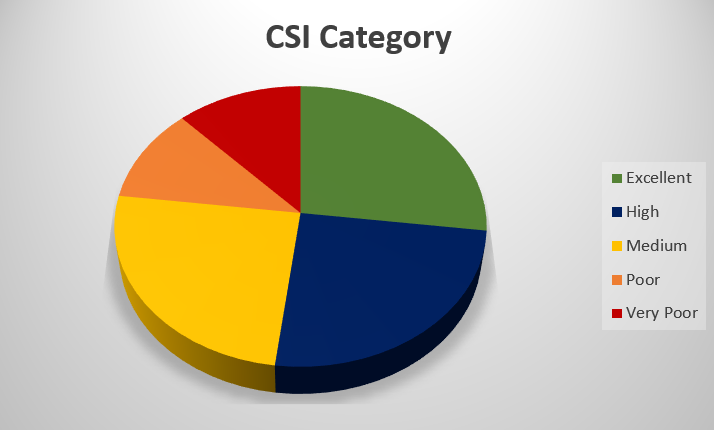 CSI Category
Excellent
High
Medium
Poor
Very Poor